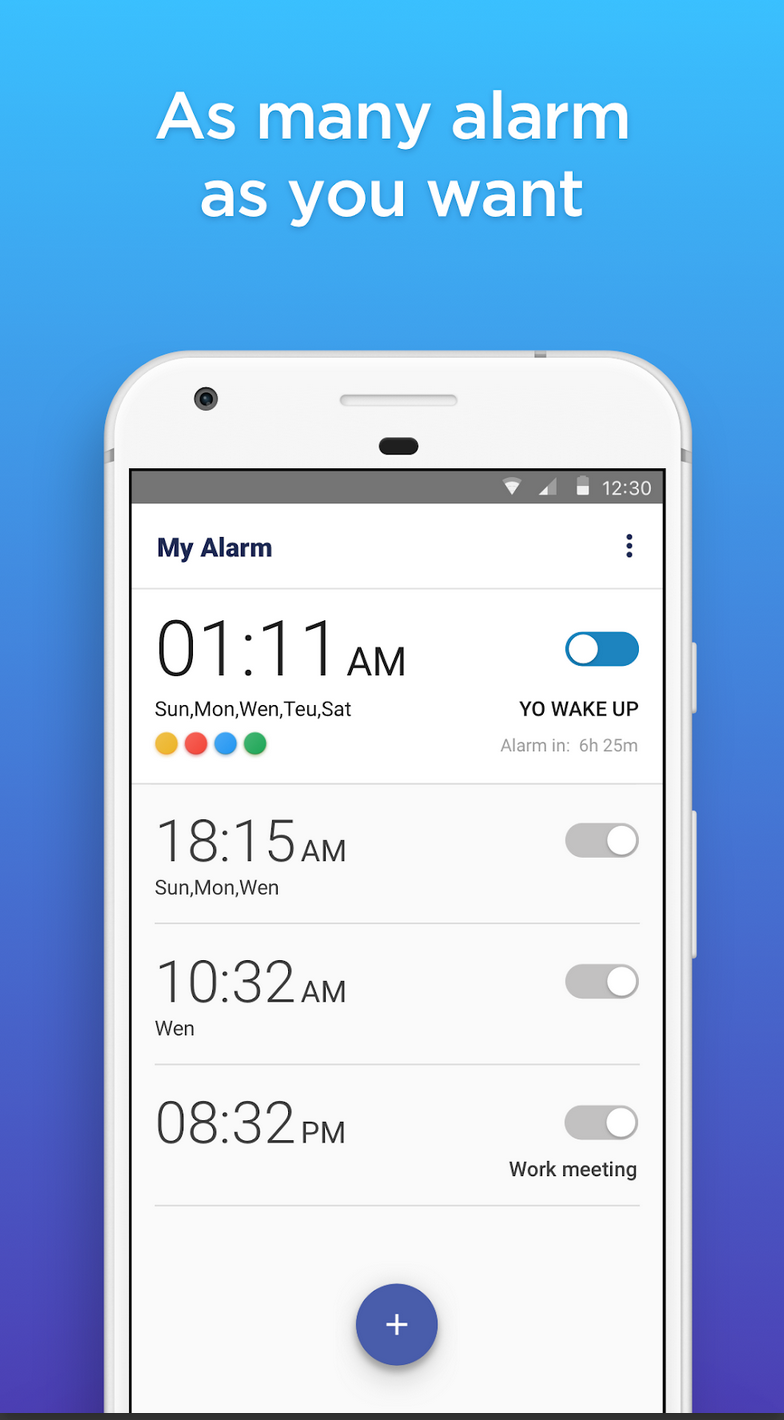 As many alarm
as you want
12:30
My Alarm
01:11 AM
Sun,Mon,Wen,Teu,Sat
YO WAKE UP
Alarm in: 6h 25m
18:15 AM
Sun,Mon,Wen
10:32 AM
Wen
08:32 PM
Work meeting
+